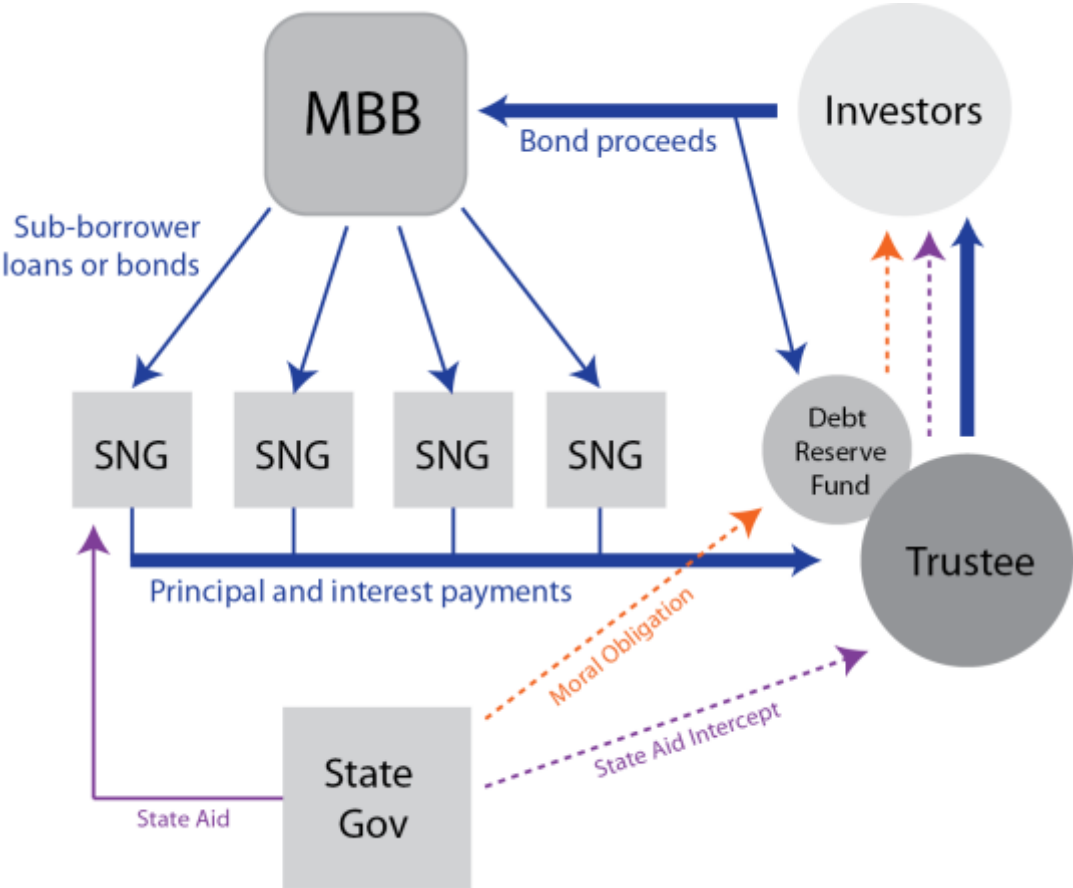 MBB
Investors
Bond proceeds
Sub-borrower
loans or bonds
SNG
SNG
SNG
SNG
Debt
Reserve
Fund
Trustee
Principal and interest payments
Moral Obligation
State Aid Intercept
State
Gov
State Aid